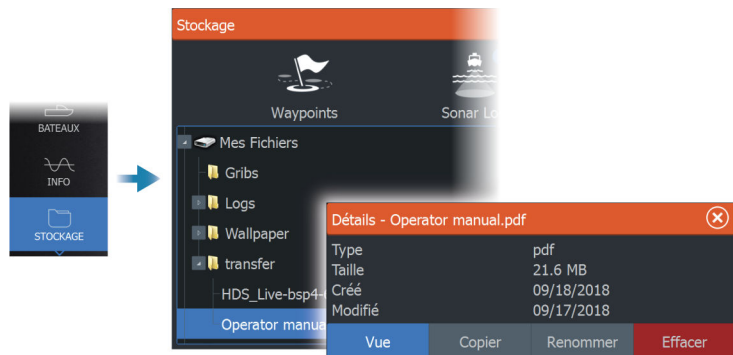 BATEAUX
INFO
STOCKAGE
Stockage
Waypoints
Sonar Lo
Mes Fichiers
Gribs
Logs
Wallpaper
transfer
HDS_Live-bsp4-
Operator manua
Détails - Operator manual.pdf
Type pdf
Taille 21.6 MB
Créé 09/18/2018
Modifié 09/17/2018
Vue Copier Renommer Effacer